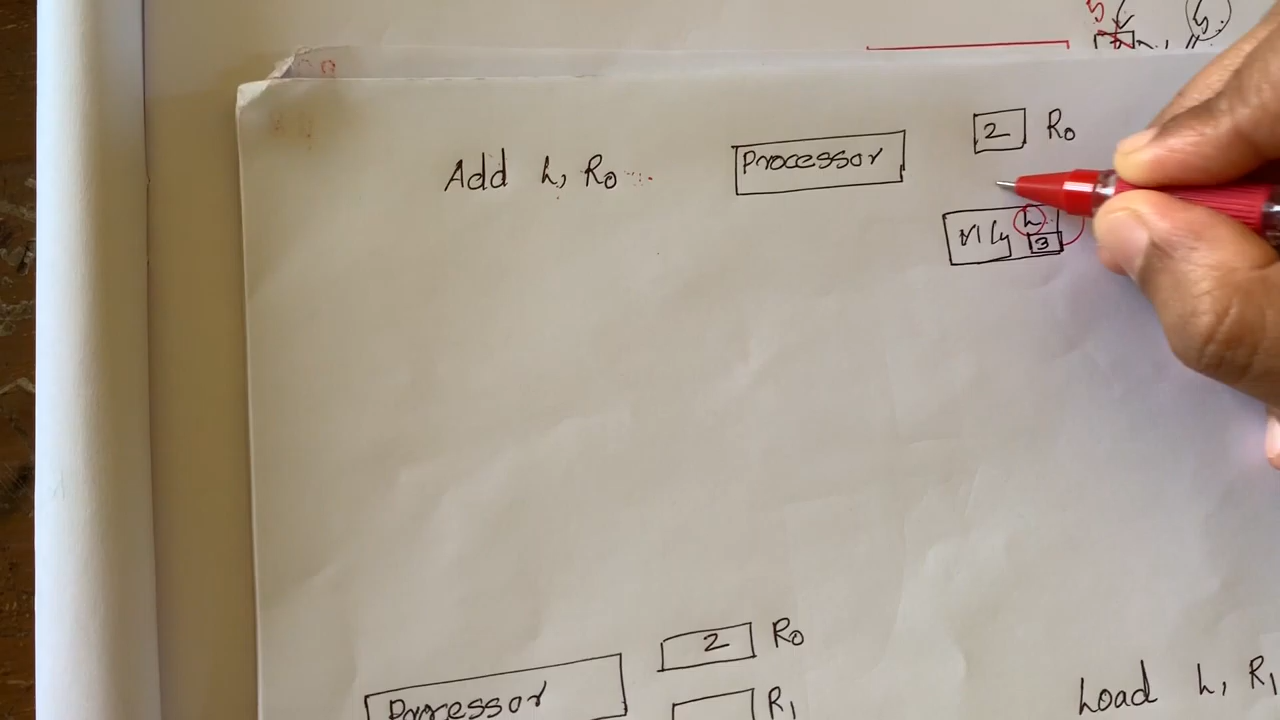 Add L, R0
Processor
2 R0
L
3
2 R0
Processor
R1
Load L, R1